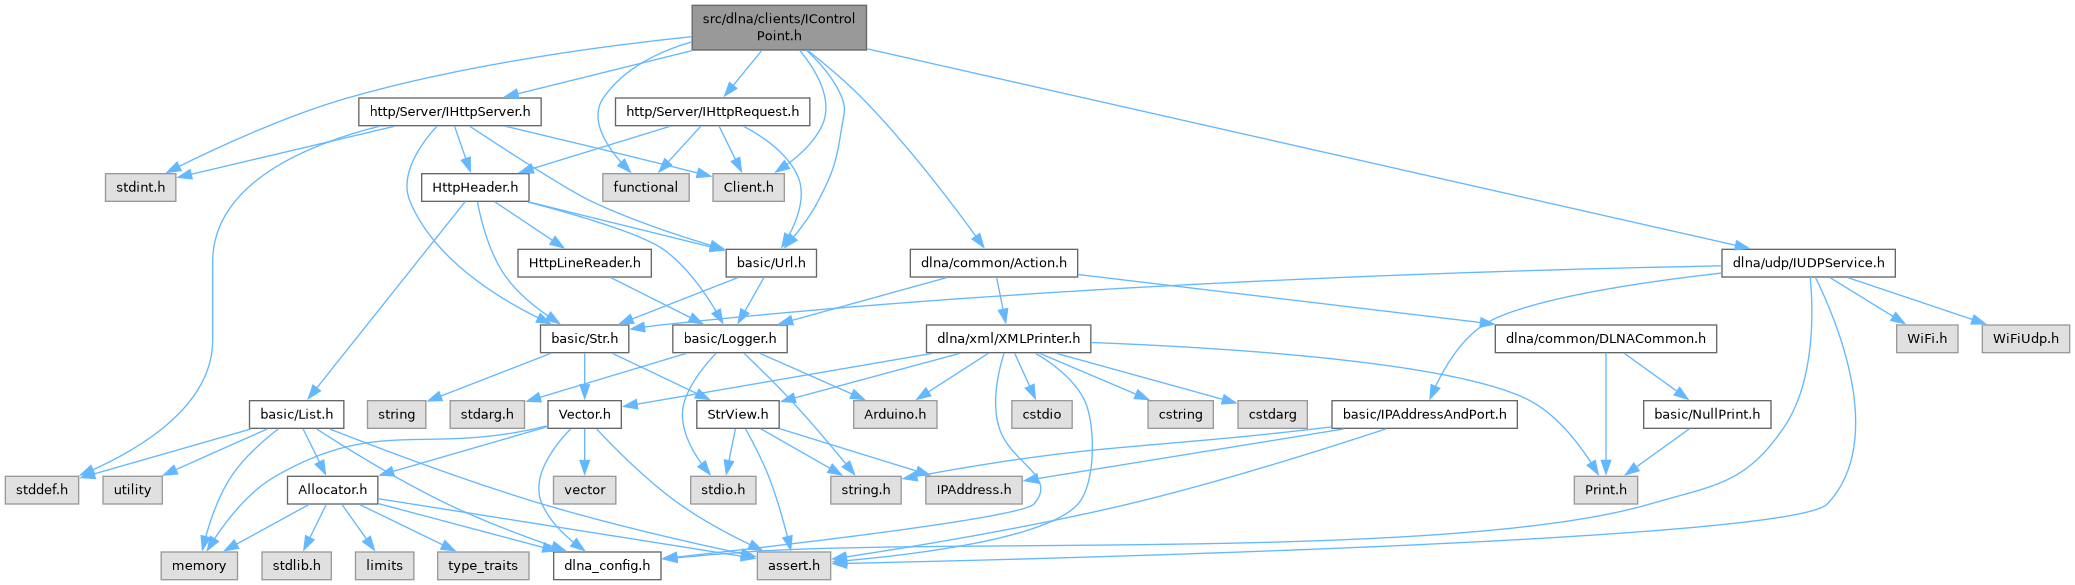 src/dlna/clients/IControl
Point.h
http/Server/IHttpServer.h
http/Server/IHttpRequest.h
stdint.h
HttpHeader.h
functional
Client.h
HttpLineReader.h
basic/Url.h
dlna/common/Action.h
dlna/udp/IUDPService.h
basic/Str.h
basic/Logger.h
dlna/xml/XMLPrinter.h
dlna/common/DLNACommon.h
WiFi.h
WiFiUdp.h
basic/List.h
string
stdarg.h
Vector.h
StrView.h
Arduino.h
cstdio
cstring
cstdarg
basic/IPAddressAndPort.h
basic/NullPrint.h
stddef.h
utility
Allocator.h
vector
stdio.h
string.h
IPAddress.h
Print.h
memory
stdlib.h
limits
type_traits
dlna_config.h
assert.h